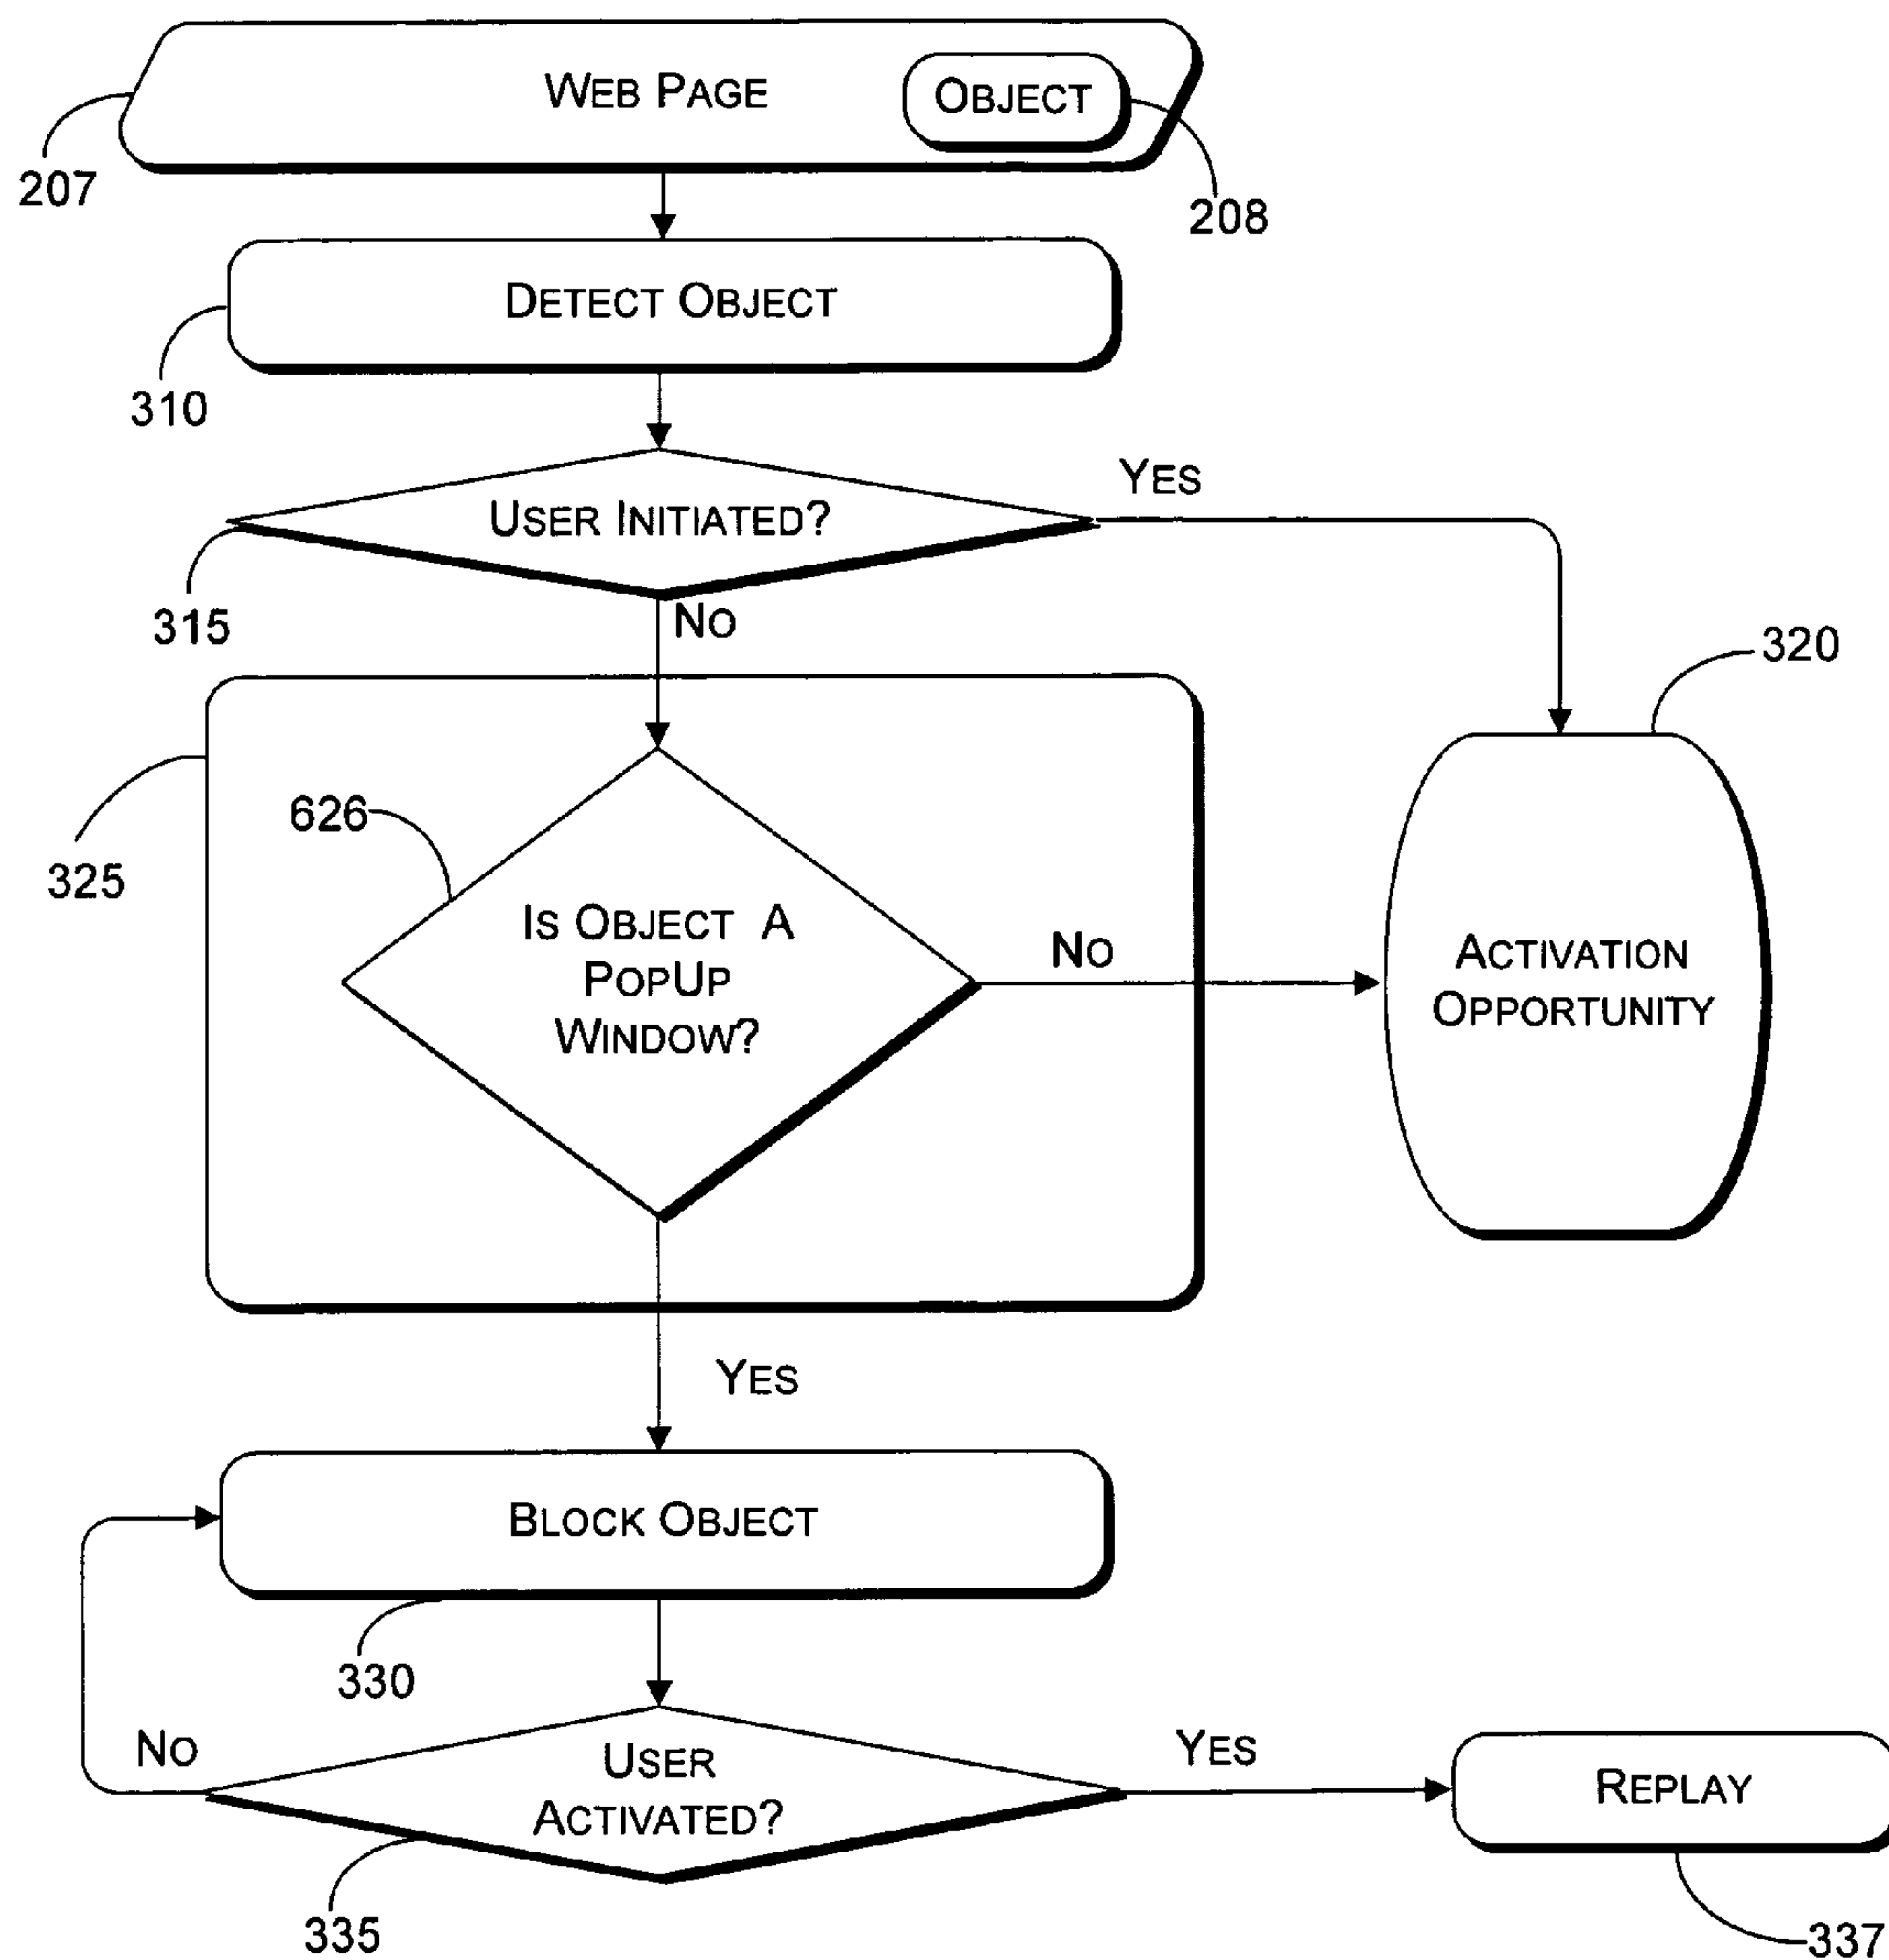 WEB PAGE
OBJECT
207
208
DETECT OBJECT
310
YES
USER INITIATED?
315
NO
320
626
325
IS OBJECT A
POPUP
WINDOW?
NO
ACTIVATION
OPPORTUNITY
YES
BLOCK OBJECT
330
NO
USER
ACTIVATED?
YES
REPLAY
335
337